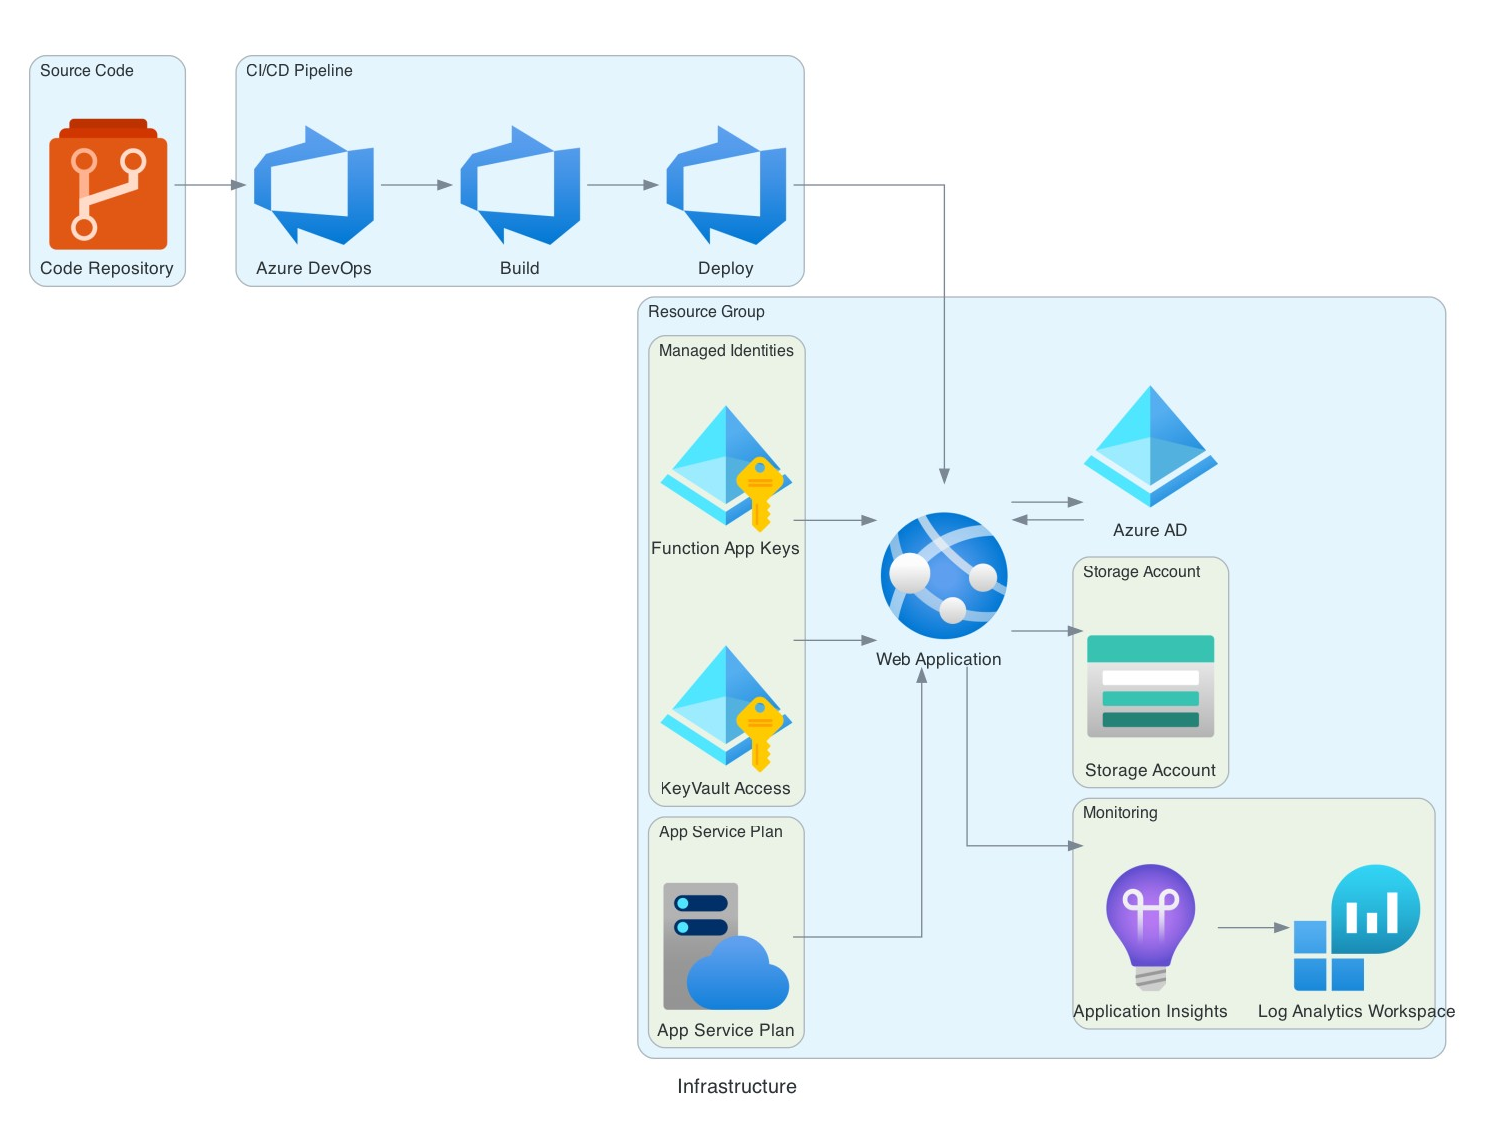 Source Code
Code Repository
CI/CD Pipeline
Azure DevOps
Build
Deploy
Resource Group
Managed Identities
Function App Keys
KeyVault Access
App Service Plan
App Service Plan
Web Application
Azure AD
Storage Account
Storage Account
Monitoring
Application Insights
Log Analytics Workspace
Infrastructure